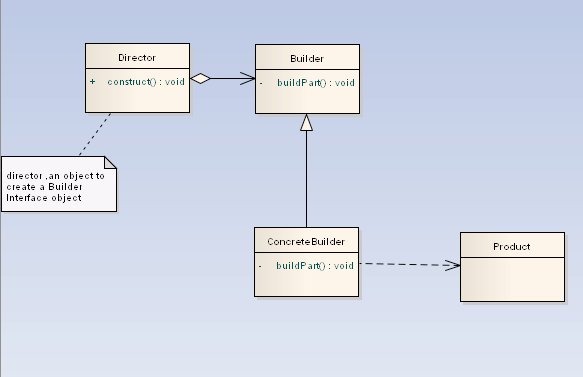 Director
+ construct() : void
Builder
- buildPart() : void
director ,an object to
create a Builder
Interface object
ConcreteBuilder
- buildPart() : void
Product